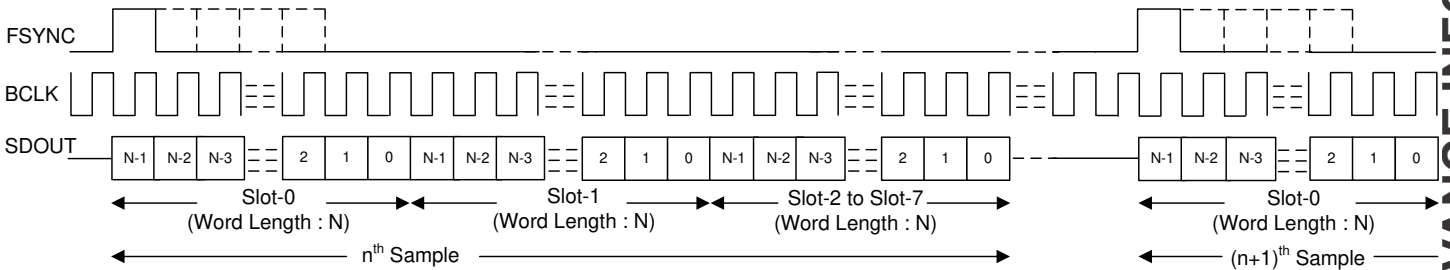 FSYNC
BCLK
SDOUT N-1 N-2 N-3 2 1 0 N-1 N-2 N-3 2 1 0 N-1 N-2 N-3 2 1 0 N-1 N-2 N-3 2 1 0
Slot-0 Slot-1 Slot-2 to Slot-7 Slot-0
(Word Length : N) (Word Length : N) (Word Length : N) (Word Length : N)
nth Sample (n+1)th Sample